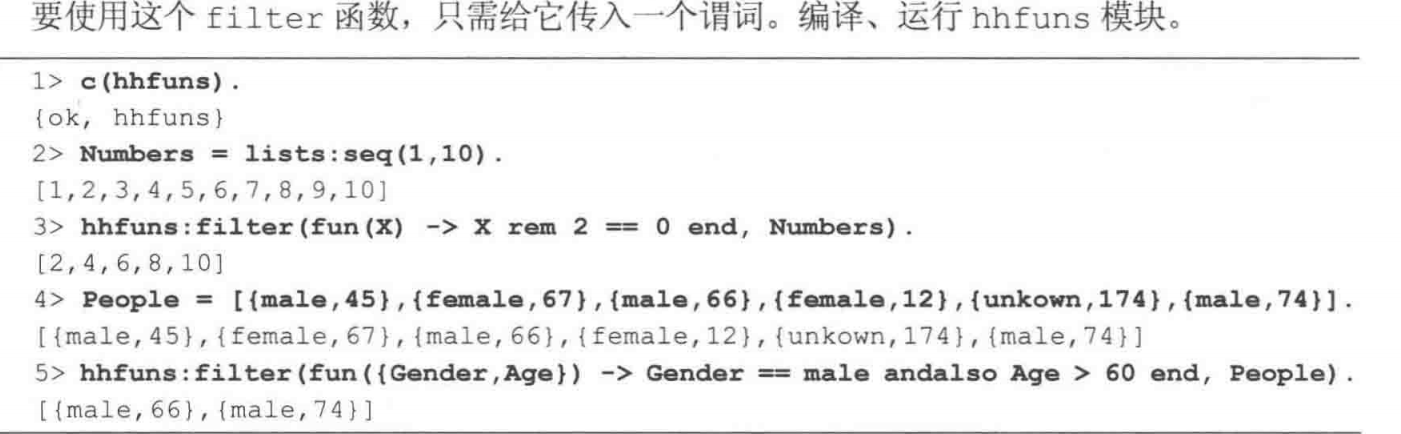 要使用这个 filter 函数，只需给它传入一个谓词。编译、运行 hhfuns 模块。
1> c(hhfuns).
{ok, hhfuns}
2> Numbers = lists:seq(1,10).
[1,2,3,4,5,6,7,8,9,10]
3> hhfuns:filter(fun(X) -> X rem 2 == 0 end, Numbers).
[2,4,6,8,10]
4> People = [{male,45},{female,67},{male,66},{female,12},{unkown,174},{male,74}].
[{male,45},{female,67},{male,66},{female,12},{unkown,174},{male,74}]
5> hhfuns:filter(fun({Gender,Age}) -> Gender == male andalso Age > 60 end, People).
[{male,66},{male,74}]